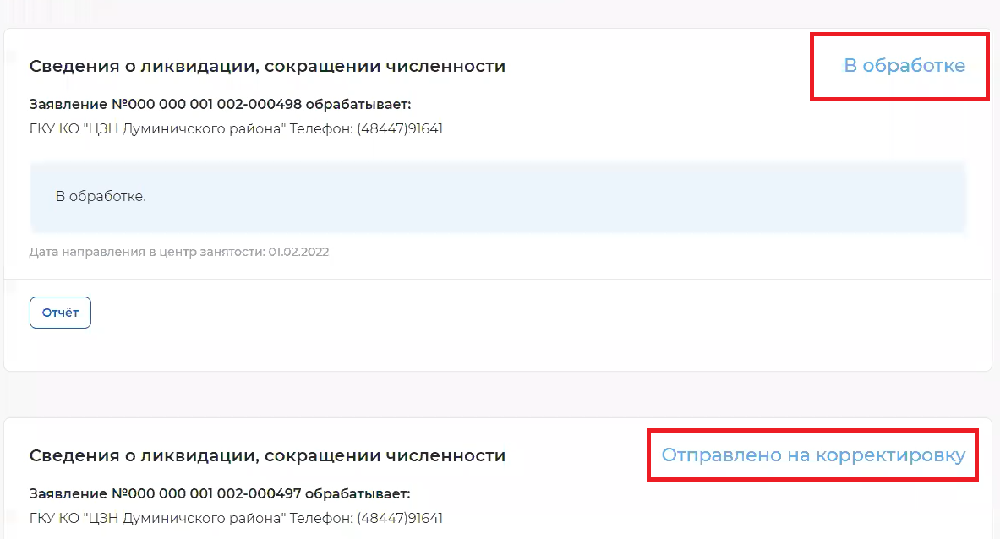 Сведения о ликвидации, сокращении численности
В обработке
Заявление №000 000 001 002-000498 обрабатывает:
ГКУ КО "ЦЗН Думиничского района" Телефон: (48447)91641
В обработке.
Дата направления в центр занятости: 01.02.2022
Отчёт
Сведения о ликвидации, сокращении численности
Отправлено на корректировку
Заявление №000 000 001 002-000497 обрабатывает:
ГКУ КО "ЦЗН Думиничского района" Телефон: (48447)91641